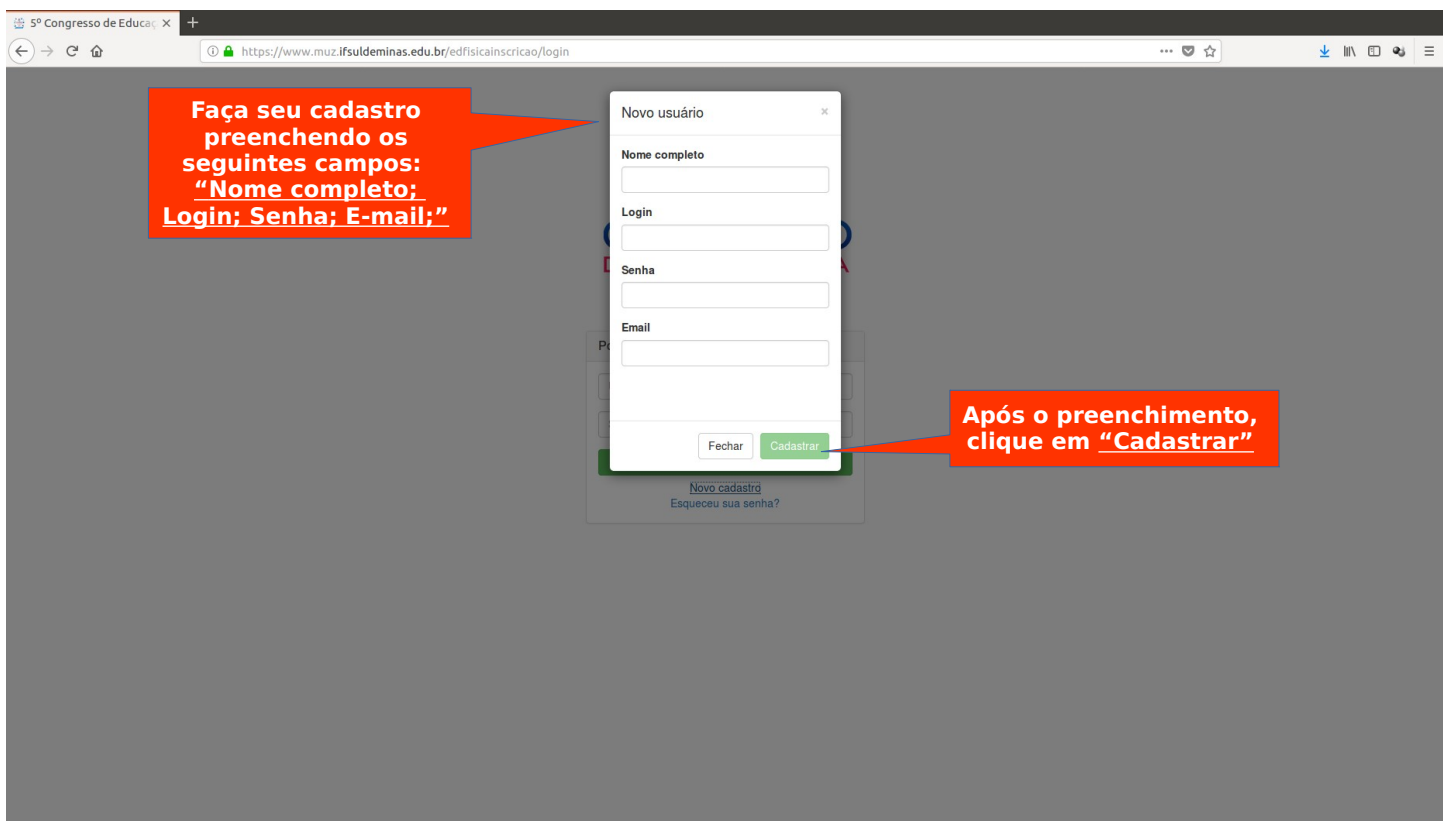 5º Congresso de Educaç
https://www.muz.ifsuldeminas.edu.br/edfisicainscricao/login
Faça seu cadastro
preenchendo os
seguintes campos:
“Nome completo;
Login; Senha; E-mail;”
Novo usuário
×
Nome completo
Login
Senha
Email
Fechar
Cadastrar
Após o preenchimento,
clique em “Cadastrar”
Novo cadastro
Esqueceu sua senha?